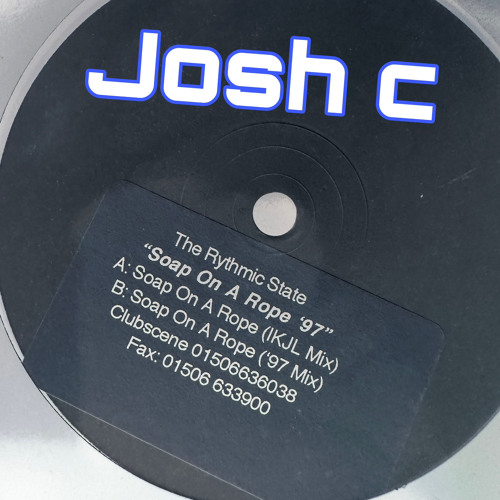 Josh c
The Rythmic State
“Soap On A Rope ‘97”
A: Soap On A Rope (IKJL Mix)
B: Soap On A Rope (‘97 Mix)
Clubscene 01506636038
Fax: 01506 633900